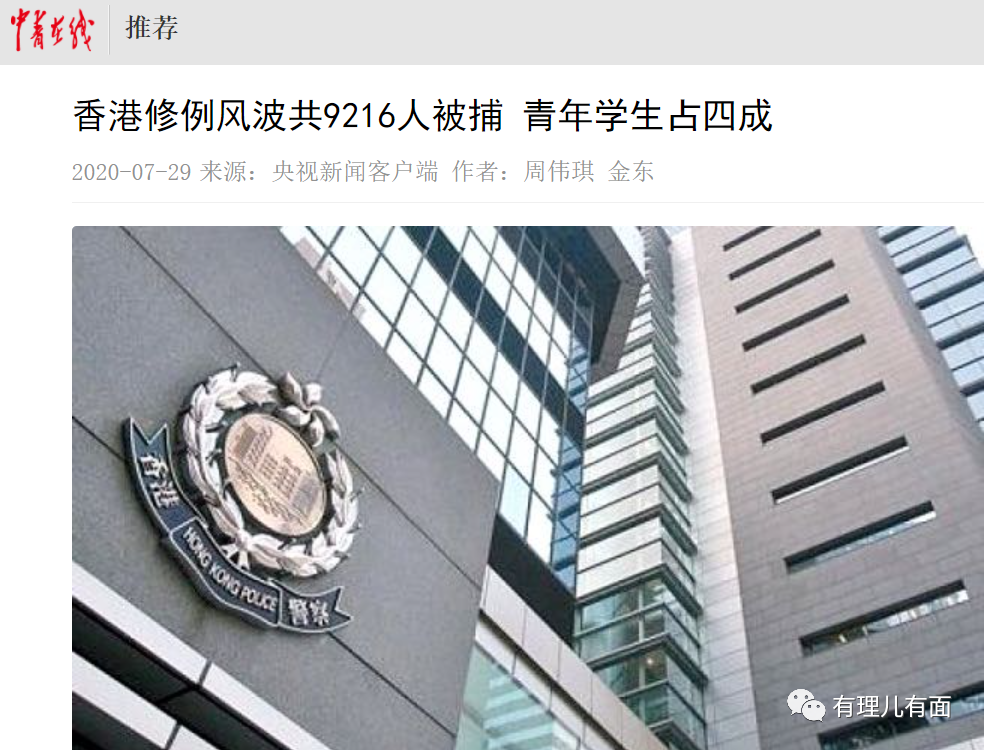 中青在线
推荐
香港修例风波共9216人被捕 青年学生占四成
2020-07-29 来源：央视新闻客户端 作者：周伟琪 金东
香港
HONG KONG POLICE
警察
有理儿有面